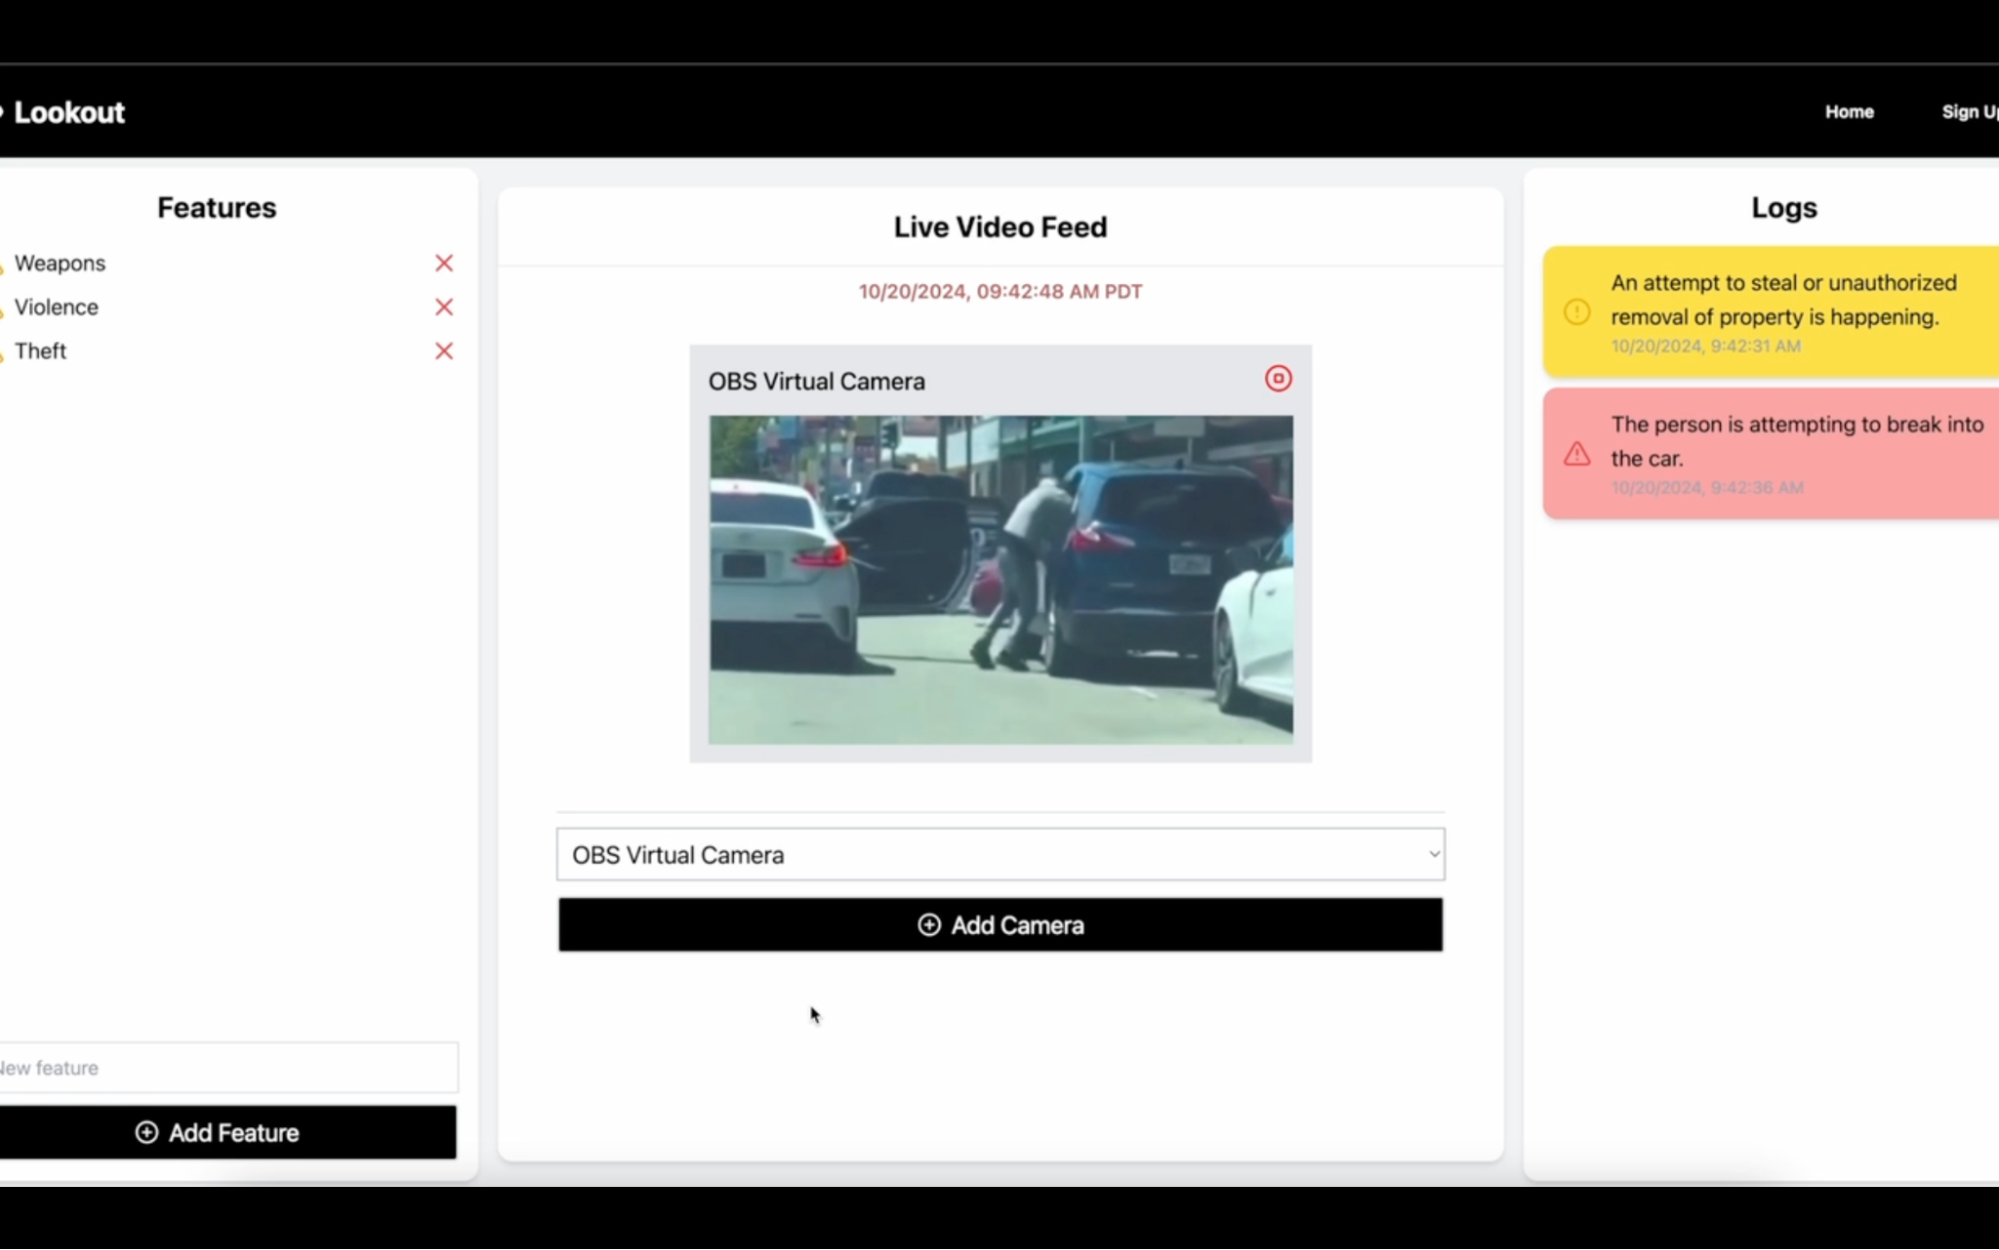 Lookout
Home
Features
Weapons
Violence
Theft
Add Feature
Live Video Feed
10/20/2024, 09:42:48 AM PDT
OBS Virtual Camera
OBS Virtual Camera
Add Camera
Logs
An attempt to steal or unauthorized
removal of property is happening.
10/20/2024, 9:42:31 AM
The person is attempting to break into
the car.
10/20/2024, 9:42:36 AM
Sign
feature